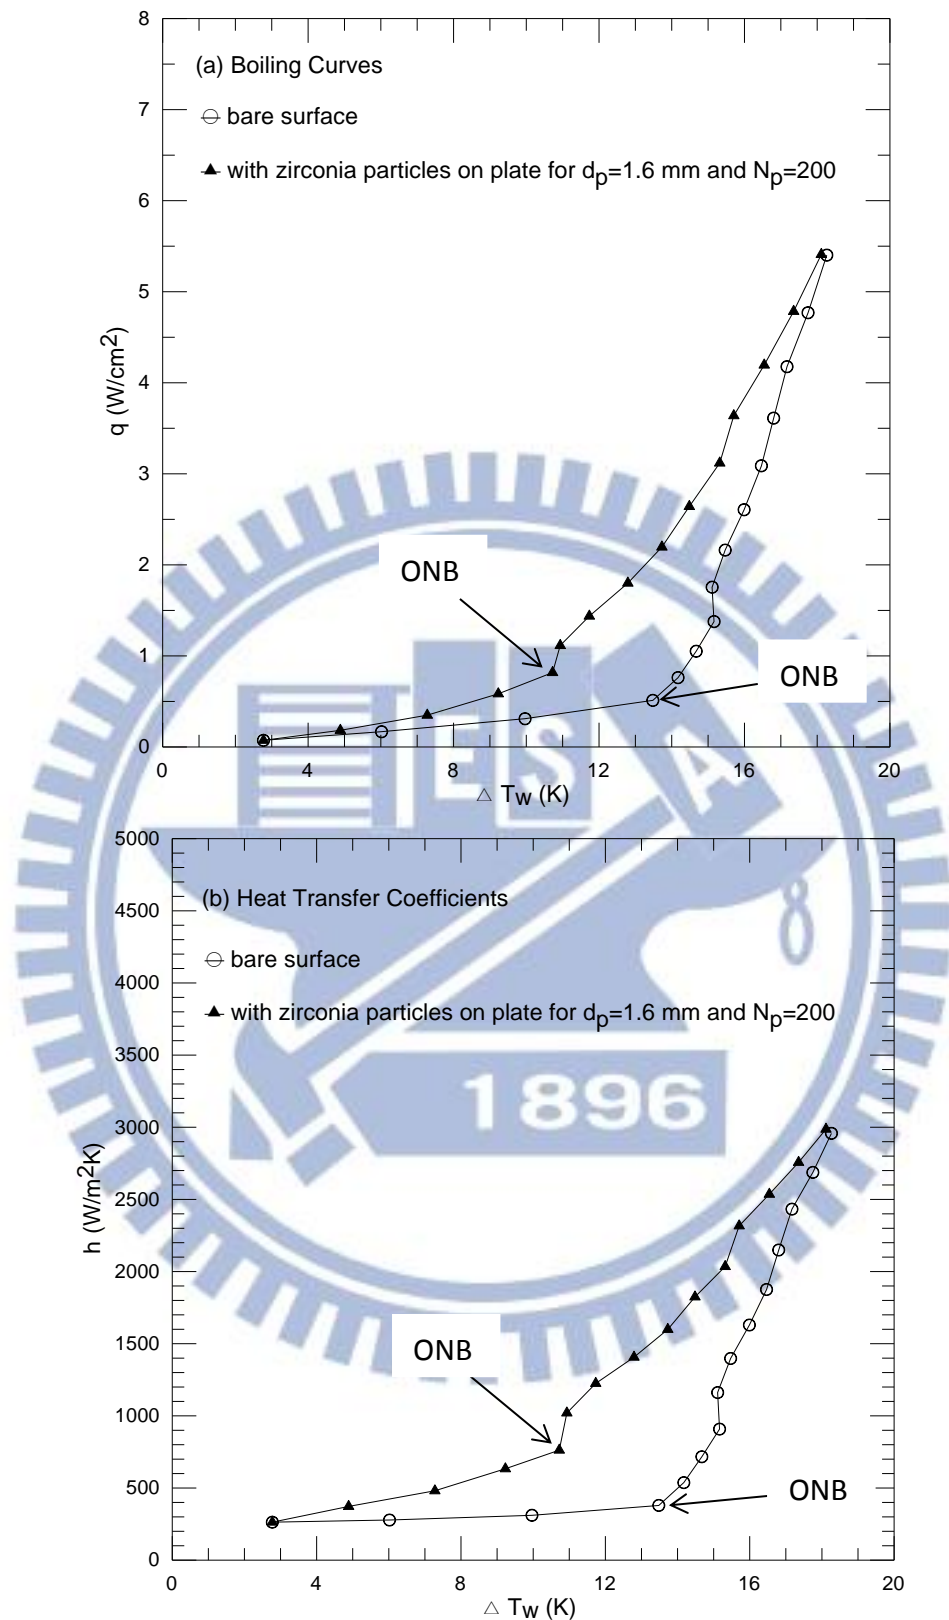 8
(a) Boiling Curves
7
bare surface
6
with zirconia particles on plate for dp=1.6 mm and Np=200
5
q (W/cm2)
4
3
2
ONB
1
ONB
0
0 4 8 12 16 20
△ Tw (K)
ESA
5000
(b) Heat Transfer Coefficients
4500
bare surface
4000
with zirconia particles on plate for dp=1.6 mm and Np=200
3500
1896
3000
h (W/m2K)
2500
2000
1500
ONB
1000
500
ONB
0
0 4 8 12 16 20
△ Tw (K)